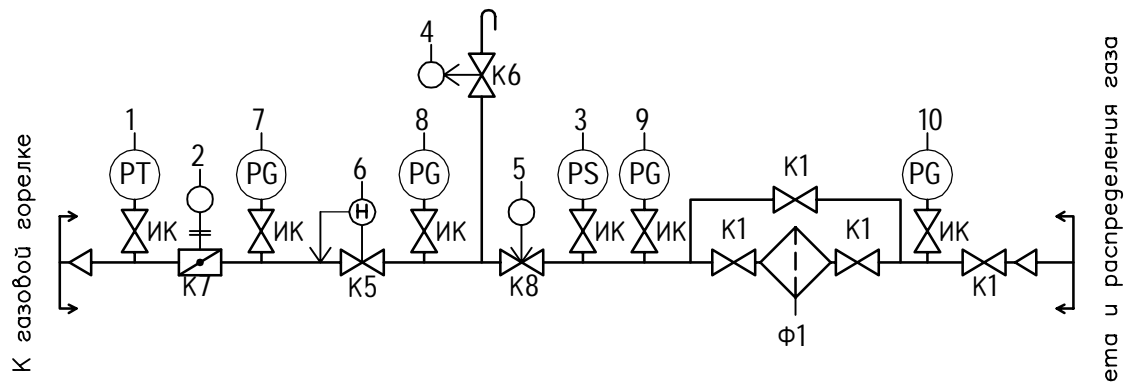 4
К6
1
7
8
3
9
10
2
6
5
К1
PT
PG
PG
PS
PG
PG
Н
ИК
ИК
ИК
ИК
ИК
К1
К1
ИК
К7
К5
К8
К1
Ф1
К газовой горелке
ета и распределения газа